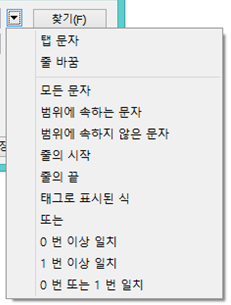 찾기(F)
탭 문자
줄 바꿈
모든 문자
범위에 속하는 문자
범위에 속하지 않은 문자
줄의 시작
줄의 끝
태그로 표시된 식
또는
0 번 이상 일치
1 번 이상 일치
0 번 또는 1 번 일치